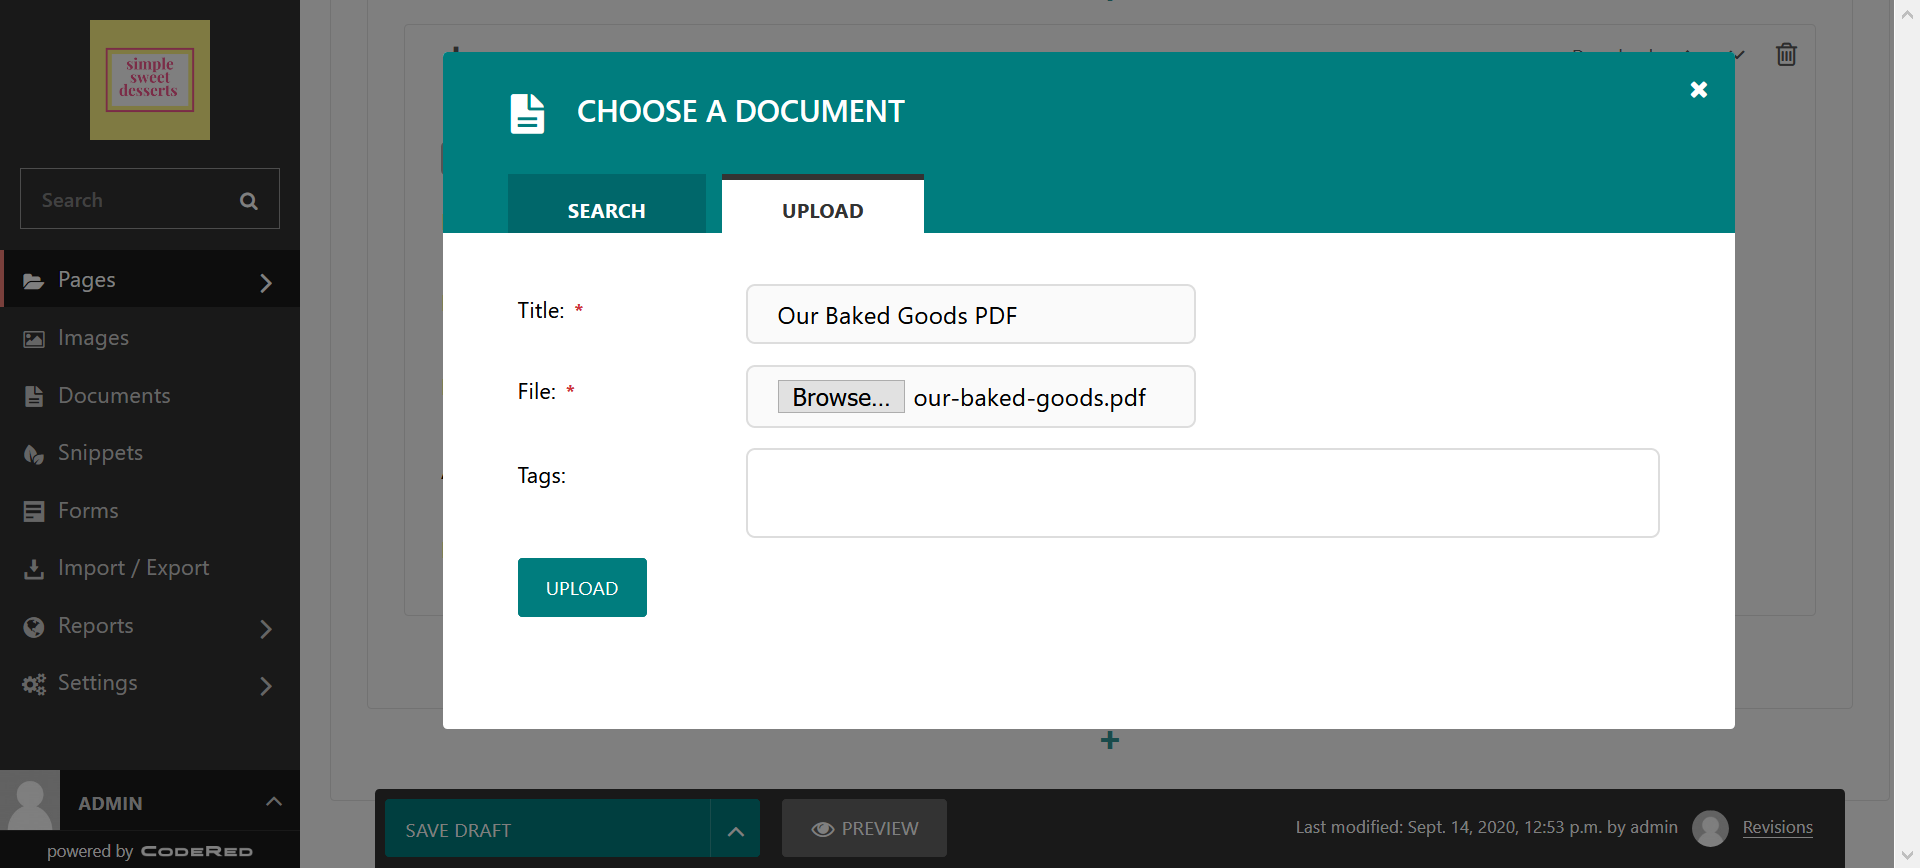 simple
sweet
desserts
Search
Pages
Images
Documents
Snippets
Forms
Import / Export
Reports
Settings
ADMIN
powered by CODERED
CHOOSE A DOCUMENT
SEARCH
UPLOAD
Title: *
Our Baked Goods PDF
File: *
Browse... our-baked-goods.pdf
Tags:
UPLOAD
SAVE DRAFT
PREVIEW
Last modified: Sept. 14, 2020, 12:53 p.m. by admin
Revisions